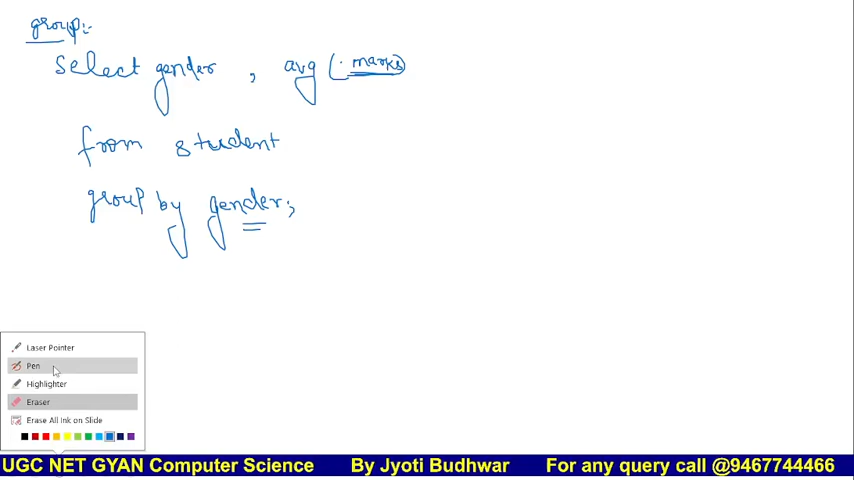 group:-
Select gender , avg (marks)
from student
group by gender;
Laser Pointer
Pen
Highlighter
Eraser
Erase All Ink on Slide
UGC NET GYAN Computer Science By Jyoti Budhwar For any query call @9467744466